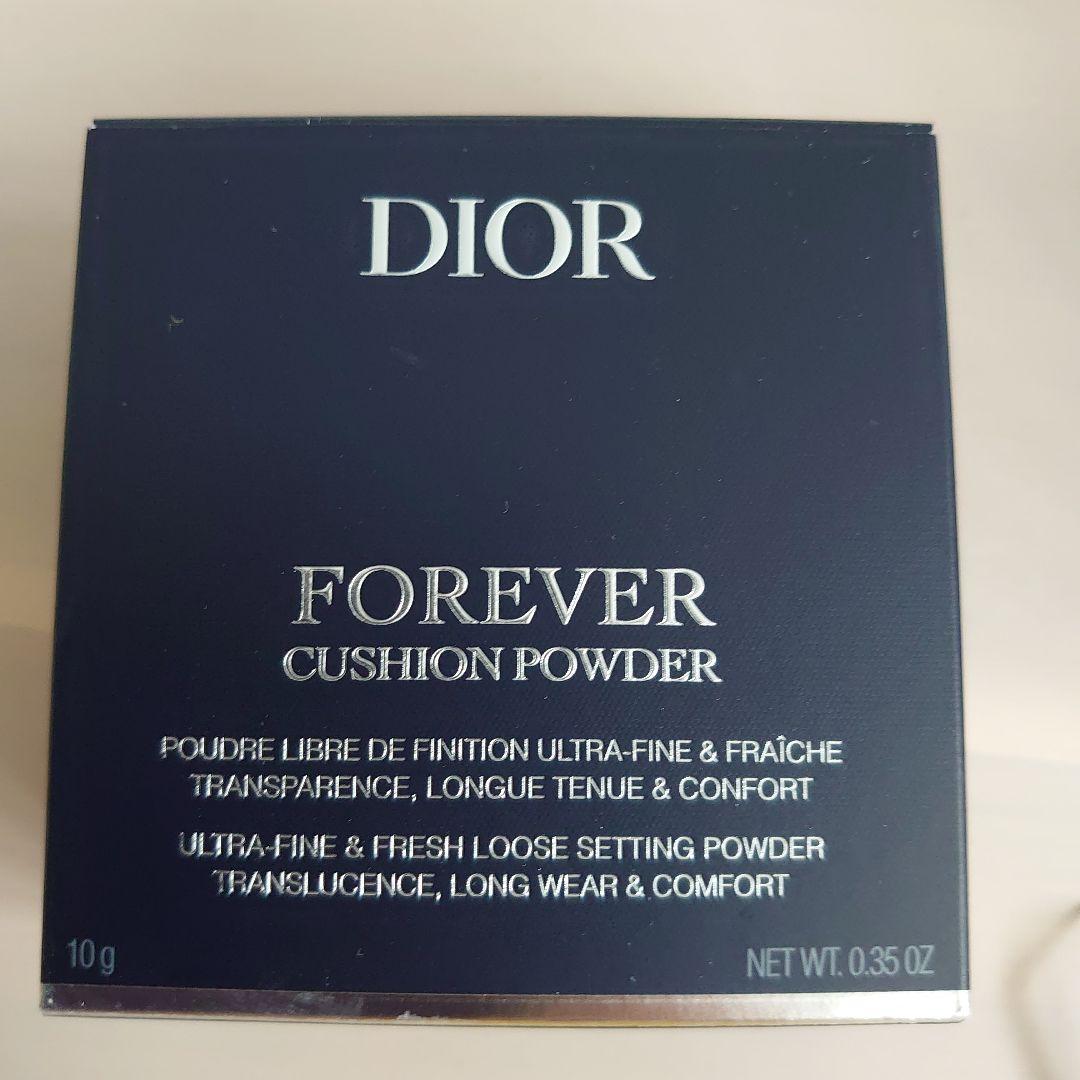 DIOR
FOREVER
CUSHION POWDER
POUDRE LIBRE DE FINITION ULTRA-FINE & FRAÎCHE
TRANSPARENCE, LONGUE TENUE & CONFORT
ULTRA-FINE & FRESH LOOSE SETTING POWDER
TRANSLUCENCE, LONG WEAR & COMFORT
10 g
NET WT. 0.35 OZ